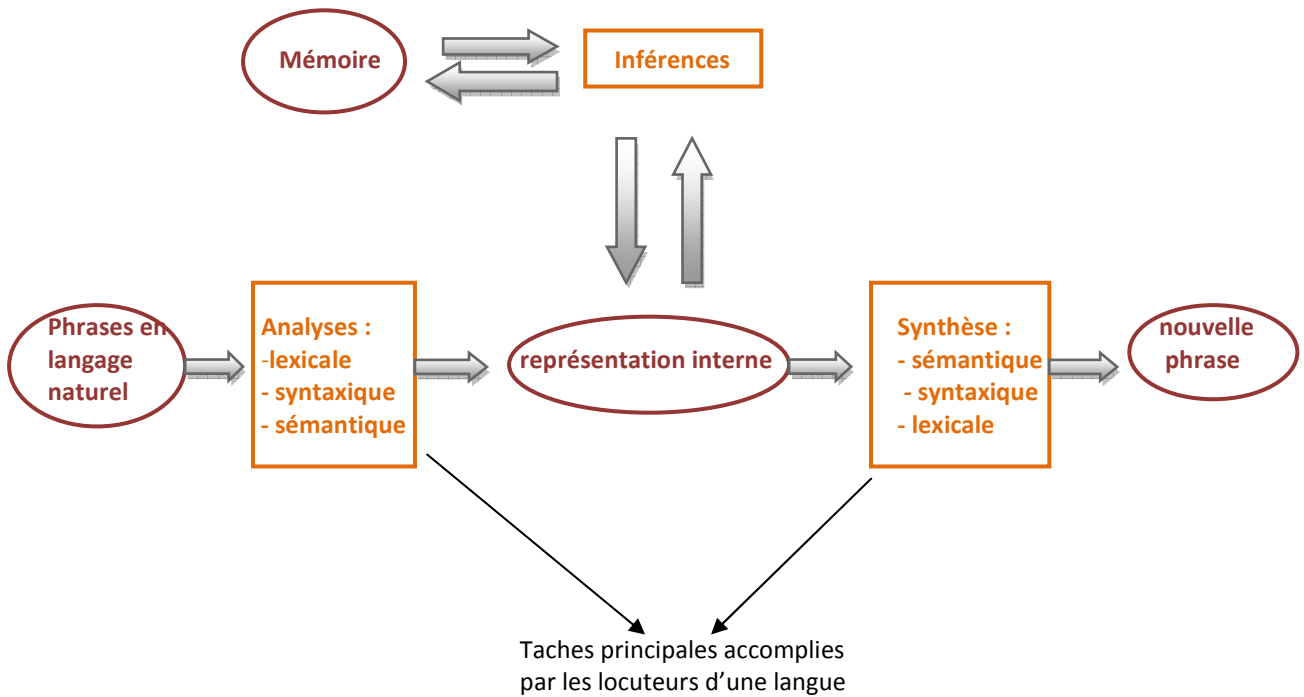 Mémoire
Inférences
Phrases en
langage
naturel
Analyses :
-lexicale
- syntaxique
- sémantique
représentation interne
Synthèse :
- sémantique
- syntaxique
- lexicale
nouvelle
phrase
Taches principales accomplies
par les locuteurs d’une langue